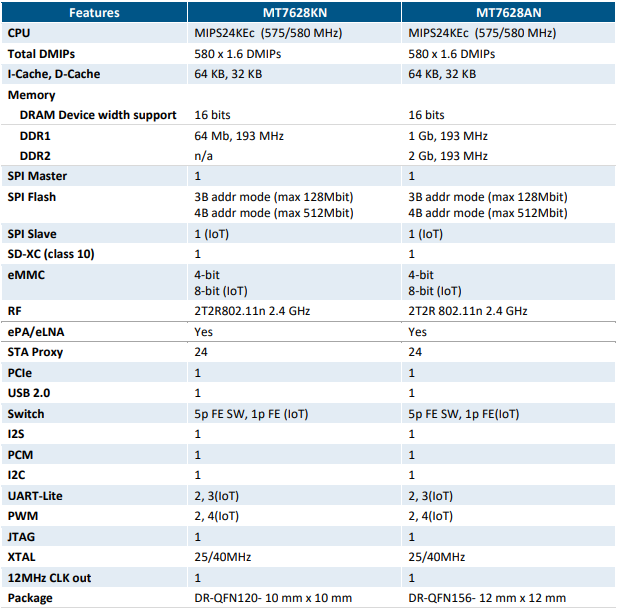 Features MT7628KN MT7628AN
CPU MIPS24KEc (575/580 MHz) MIPS24KEc (575/580 MHz)
Total DMIPs 580 x 1.6 DMIPs 580 x 1.6 DMIPs
I-Cache, D-Cache 64 KB, 32 KB 64 KB, 32 KB
Memory
DRAM Device width support 16 bits 16 bits
DDR1 64 Mb, 193 MHz 1 Gb, 193 MHz
DDR2 n/a 2 Gb, 193 MHz
SPI Master 1 1
SPI Flash 3B addr mode (max 128Mbit) 3B addr mode (max 128Mbit)
4B addr mode (max 512Mbit) 4B addr mode (max 512Mbit)
SPI Slave 1 (IoT) 1 (IoT)
SD-XC (class 10) 1 1
eMMC 4-bit 4-bit
8-bit (IoT) 8-bit (IoT)
RF 2T2R802.11n 2.4 GHz 2T2R 802.11n 2.4 GHz
ePA/eLNA Yes Yes
STA Proxy 24 24
PCIe 1 1
USB 2.0 1 1
Switch 5p FE SW, 1p FE (IoT) 5p FE SW, 1p FE(IoT)
I2S 1 1
PCM 1 1
I2C 1 1
UART-Lite 2, 3(IoT) 2, 3(IoT)
PWM 2, 4(IoT) 2, 4(IoT)
JTAG 1 1
XTAL 25/40MHz 25/40MHz
12MHz CLK out 1 1
Package DR-QFN120- 10 mm x 10 mm DR-QFN156- 12 mm x 12 mm